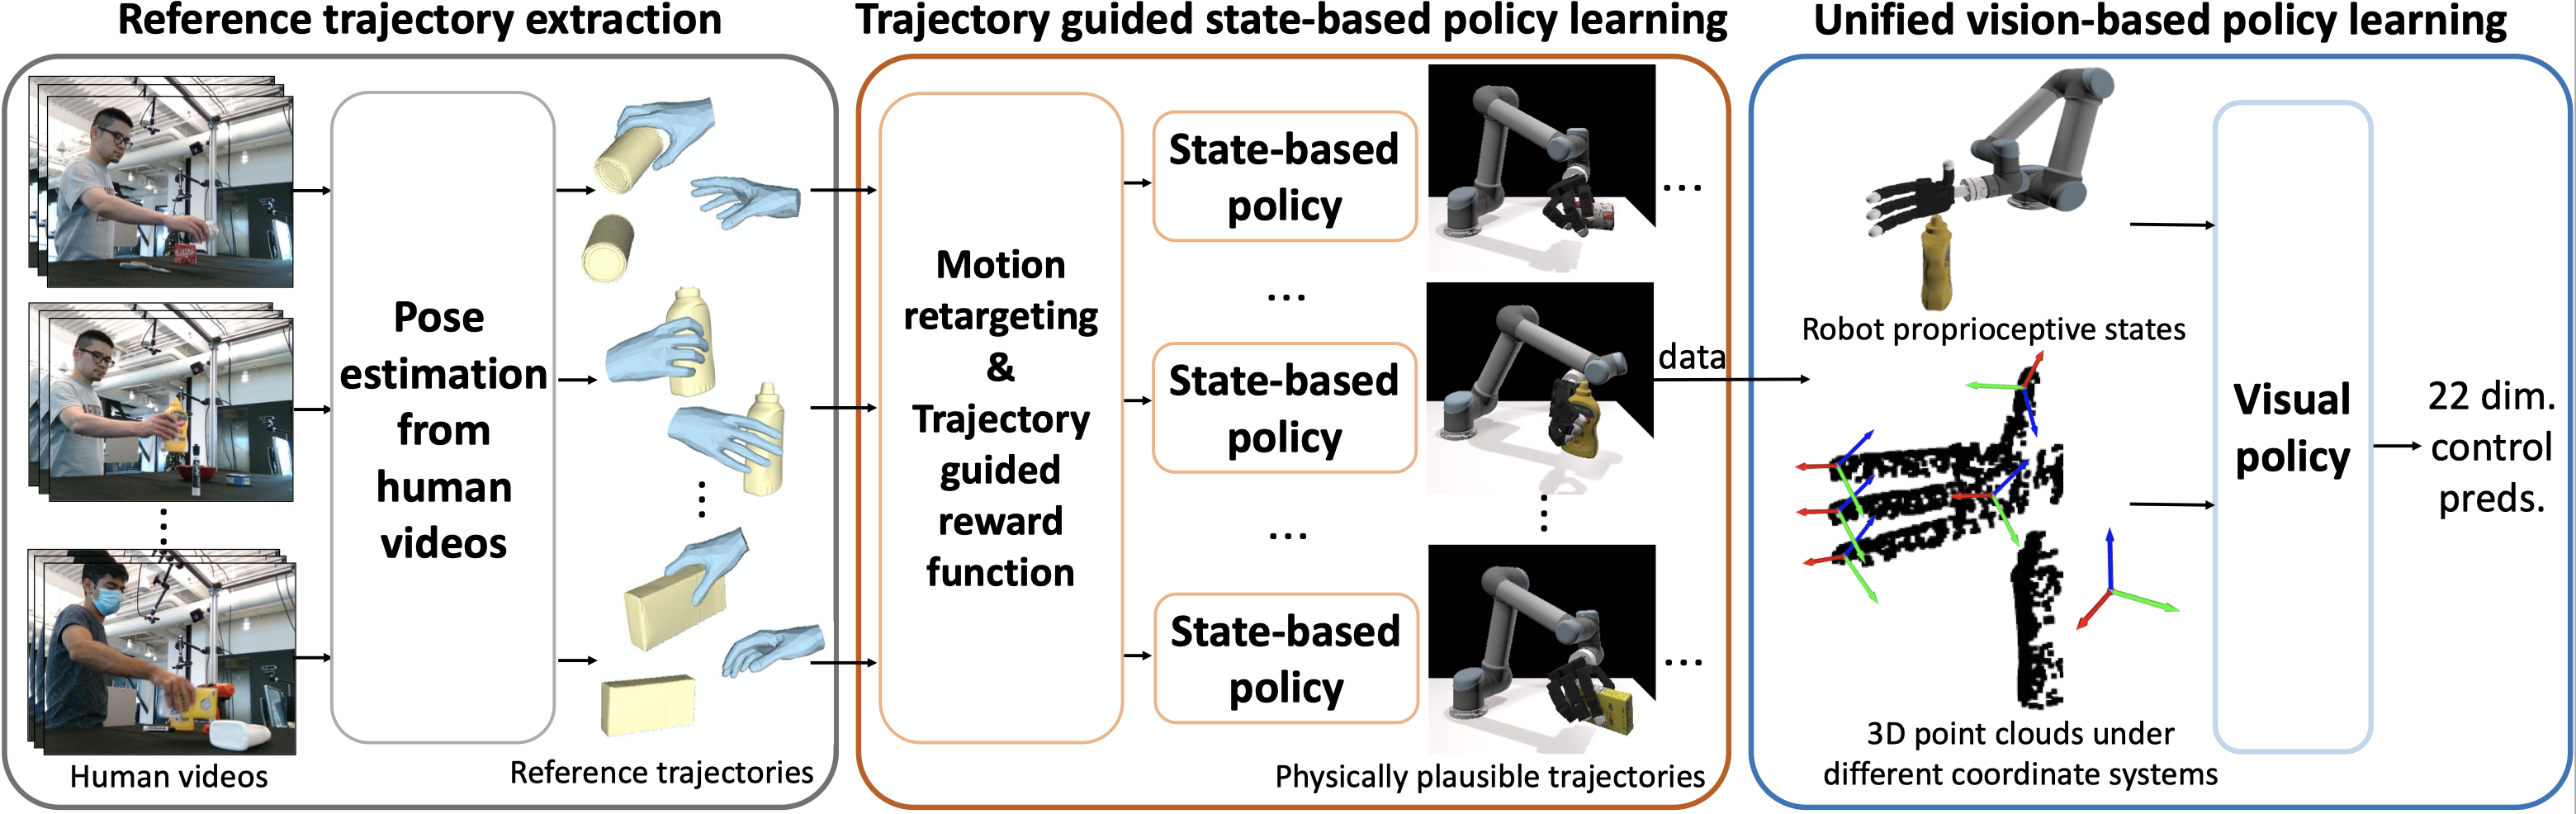 Reference trajectory extraction
Pose
estimation
from
human
videos
Human videos
Reference trajectories
Trajectory guided state-based policy learning
Motion
retargeting
&
Trajectory
guided
reward
function
State-based
policy
...
State-based
policy
...
State-based
policy
...
...
Physically plausible trajectories
data
Unified vision-based policy learning
Robot proprioceptive states
3D point clouds under
different coordinate systems
Visual
policy
22 dim.
control
preds.